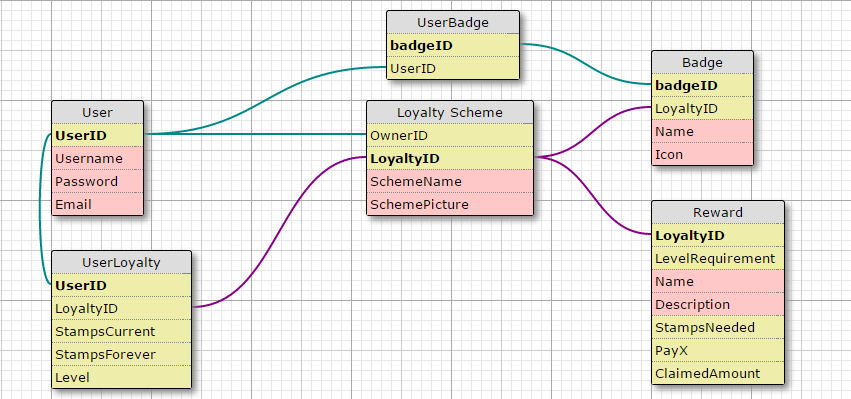 UserBadge
badgeID
UserID
Badge
badgeID
LoyaltyID
Name
Icon
User
UserID
Username
Password
Email
Loyalty Scheme
OwnerID
LoyaltyID
SchemeName
SchemePicture
Reward
LoyaltyID
LevelRequirement
Name
Description
StampsNeeded
PayX
ClaimedAmount
UserLoyalty
UserID
LoyaltyID
StampsCurrent
StampsForever
Level